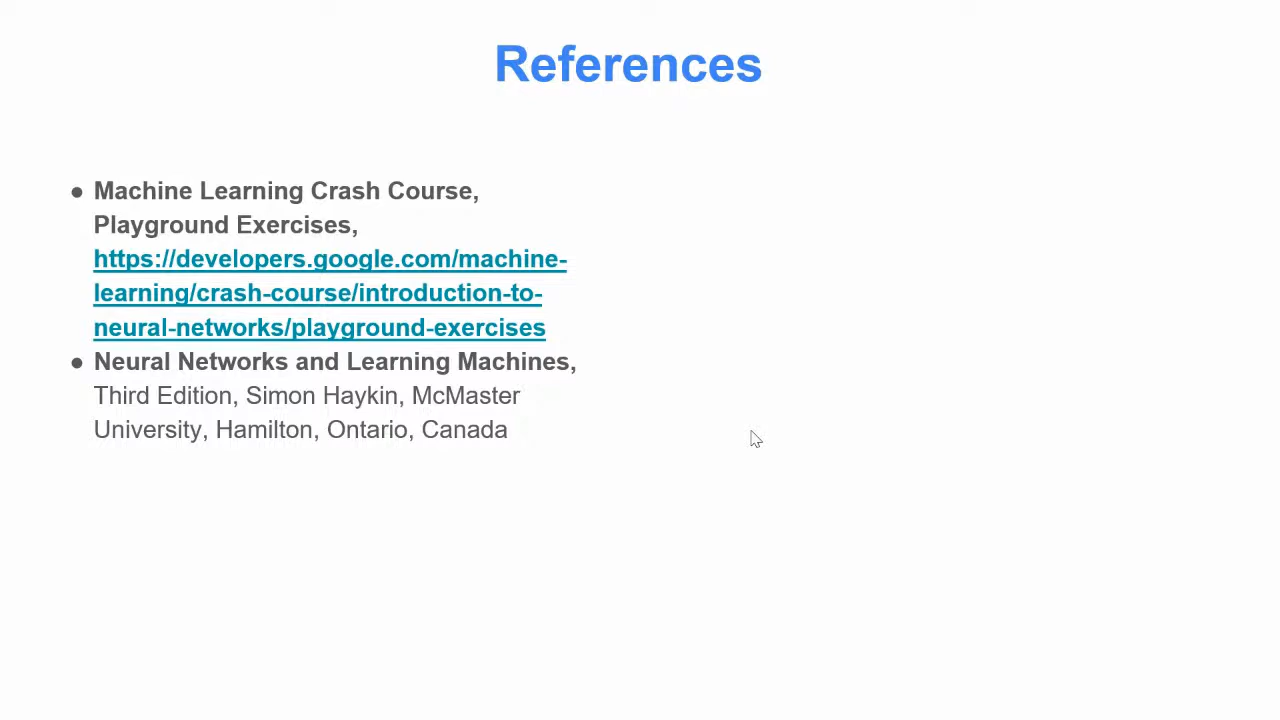 References
● Machine Learning Crash Course,
Playground Exercises,
https://developers.google.com/machine-
learning/crash-course/introduction-to-
neural-networks/playground-exercises
● Neural Networks and Learning Machines,
Third Edition, Simon Haykin, McMaster
University, Hamilton, Ontario, Canada